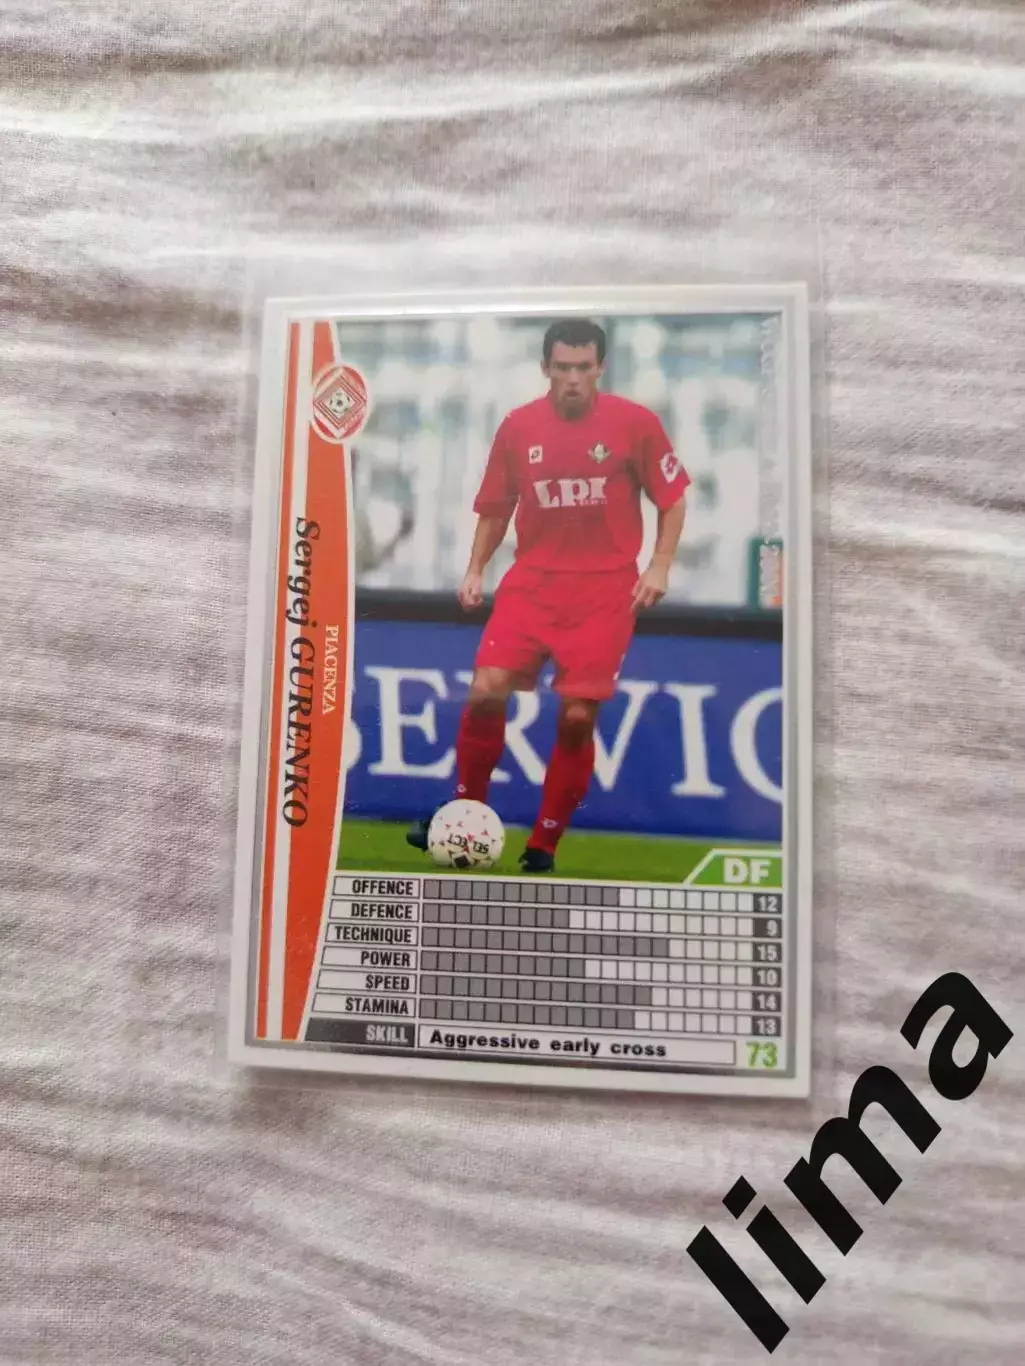 Sergej GURENKO
PIACENZA
LPR
SERVIC
SELECT
DF
OFFENCE 12
DEFENCE 9
TECHNIQUE 15
POWER 10
SPEED 14
STAMINA 13
SKILL Aggressive early cross 73
lima